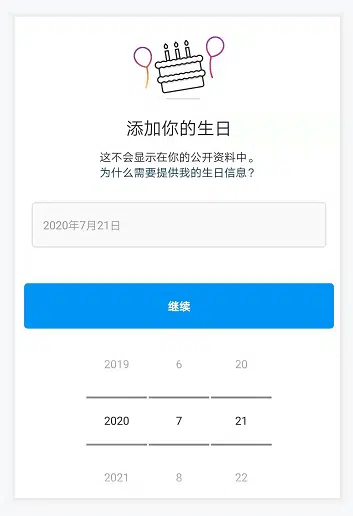 添加你的生日
这不会显示在你的公开资料中。
为什么需要提供我的生日信息？
2020年7月21日
继续
2019 6 20
2020 7 21
2021 8 22